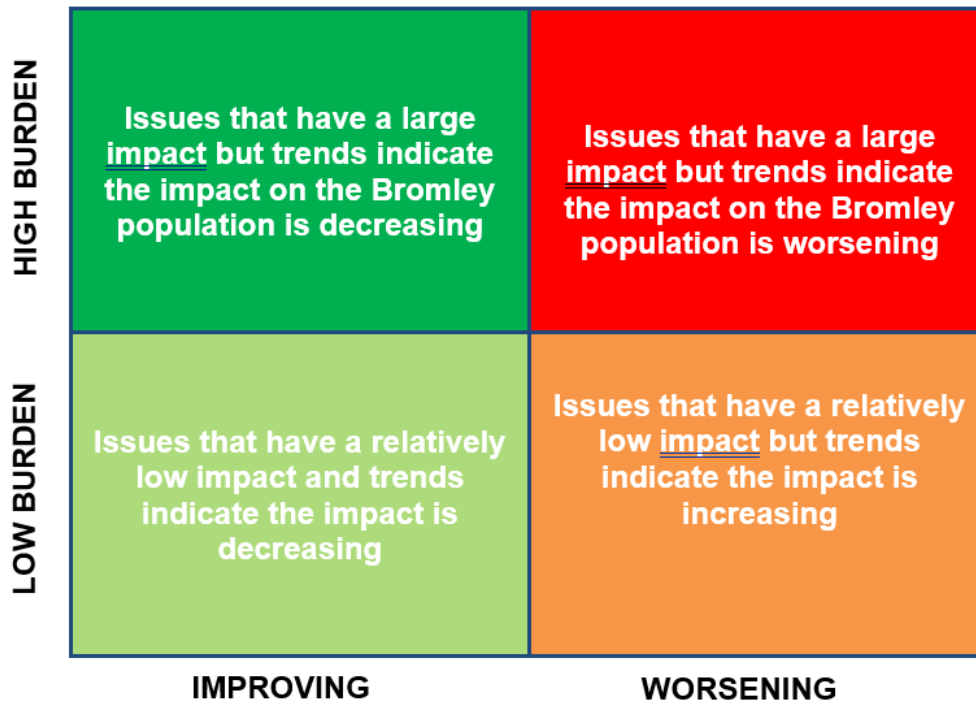 HIGH BURDEN
Issues that have a large
impact but trends indicate
the impact on the Bromley
population is decreasing
Issues that have a large
impact but trends indicate
the impact on the Bromley
population is worsening
LOW BURDEN
Issues that have a relatively
low impact and trends
indicate the impact is
decreasing
Issues that have a relatively
low impact but trends
indicate the impact is
increasing
IMPROVING
WORSENING